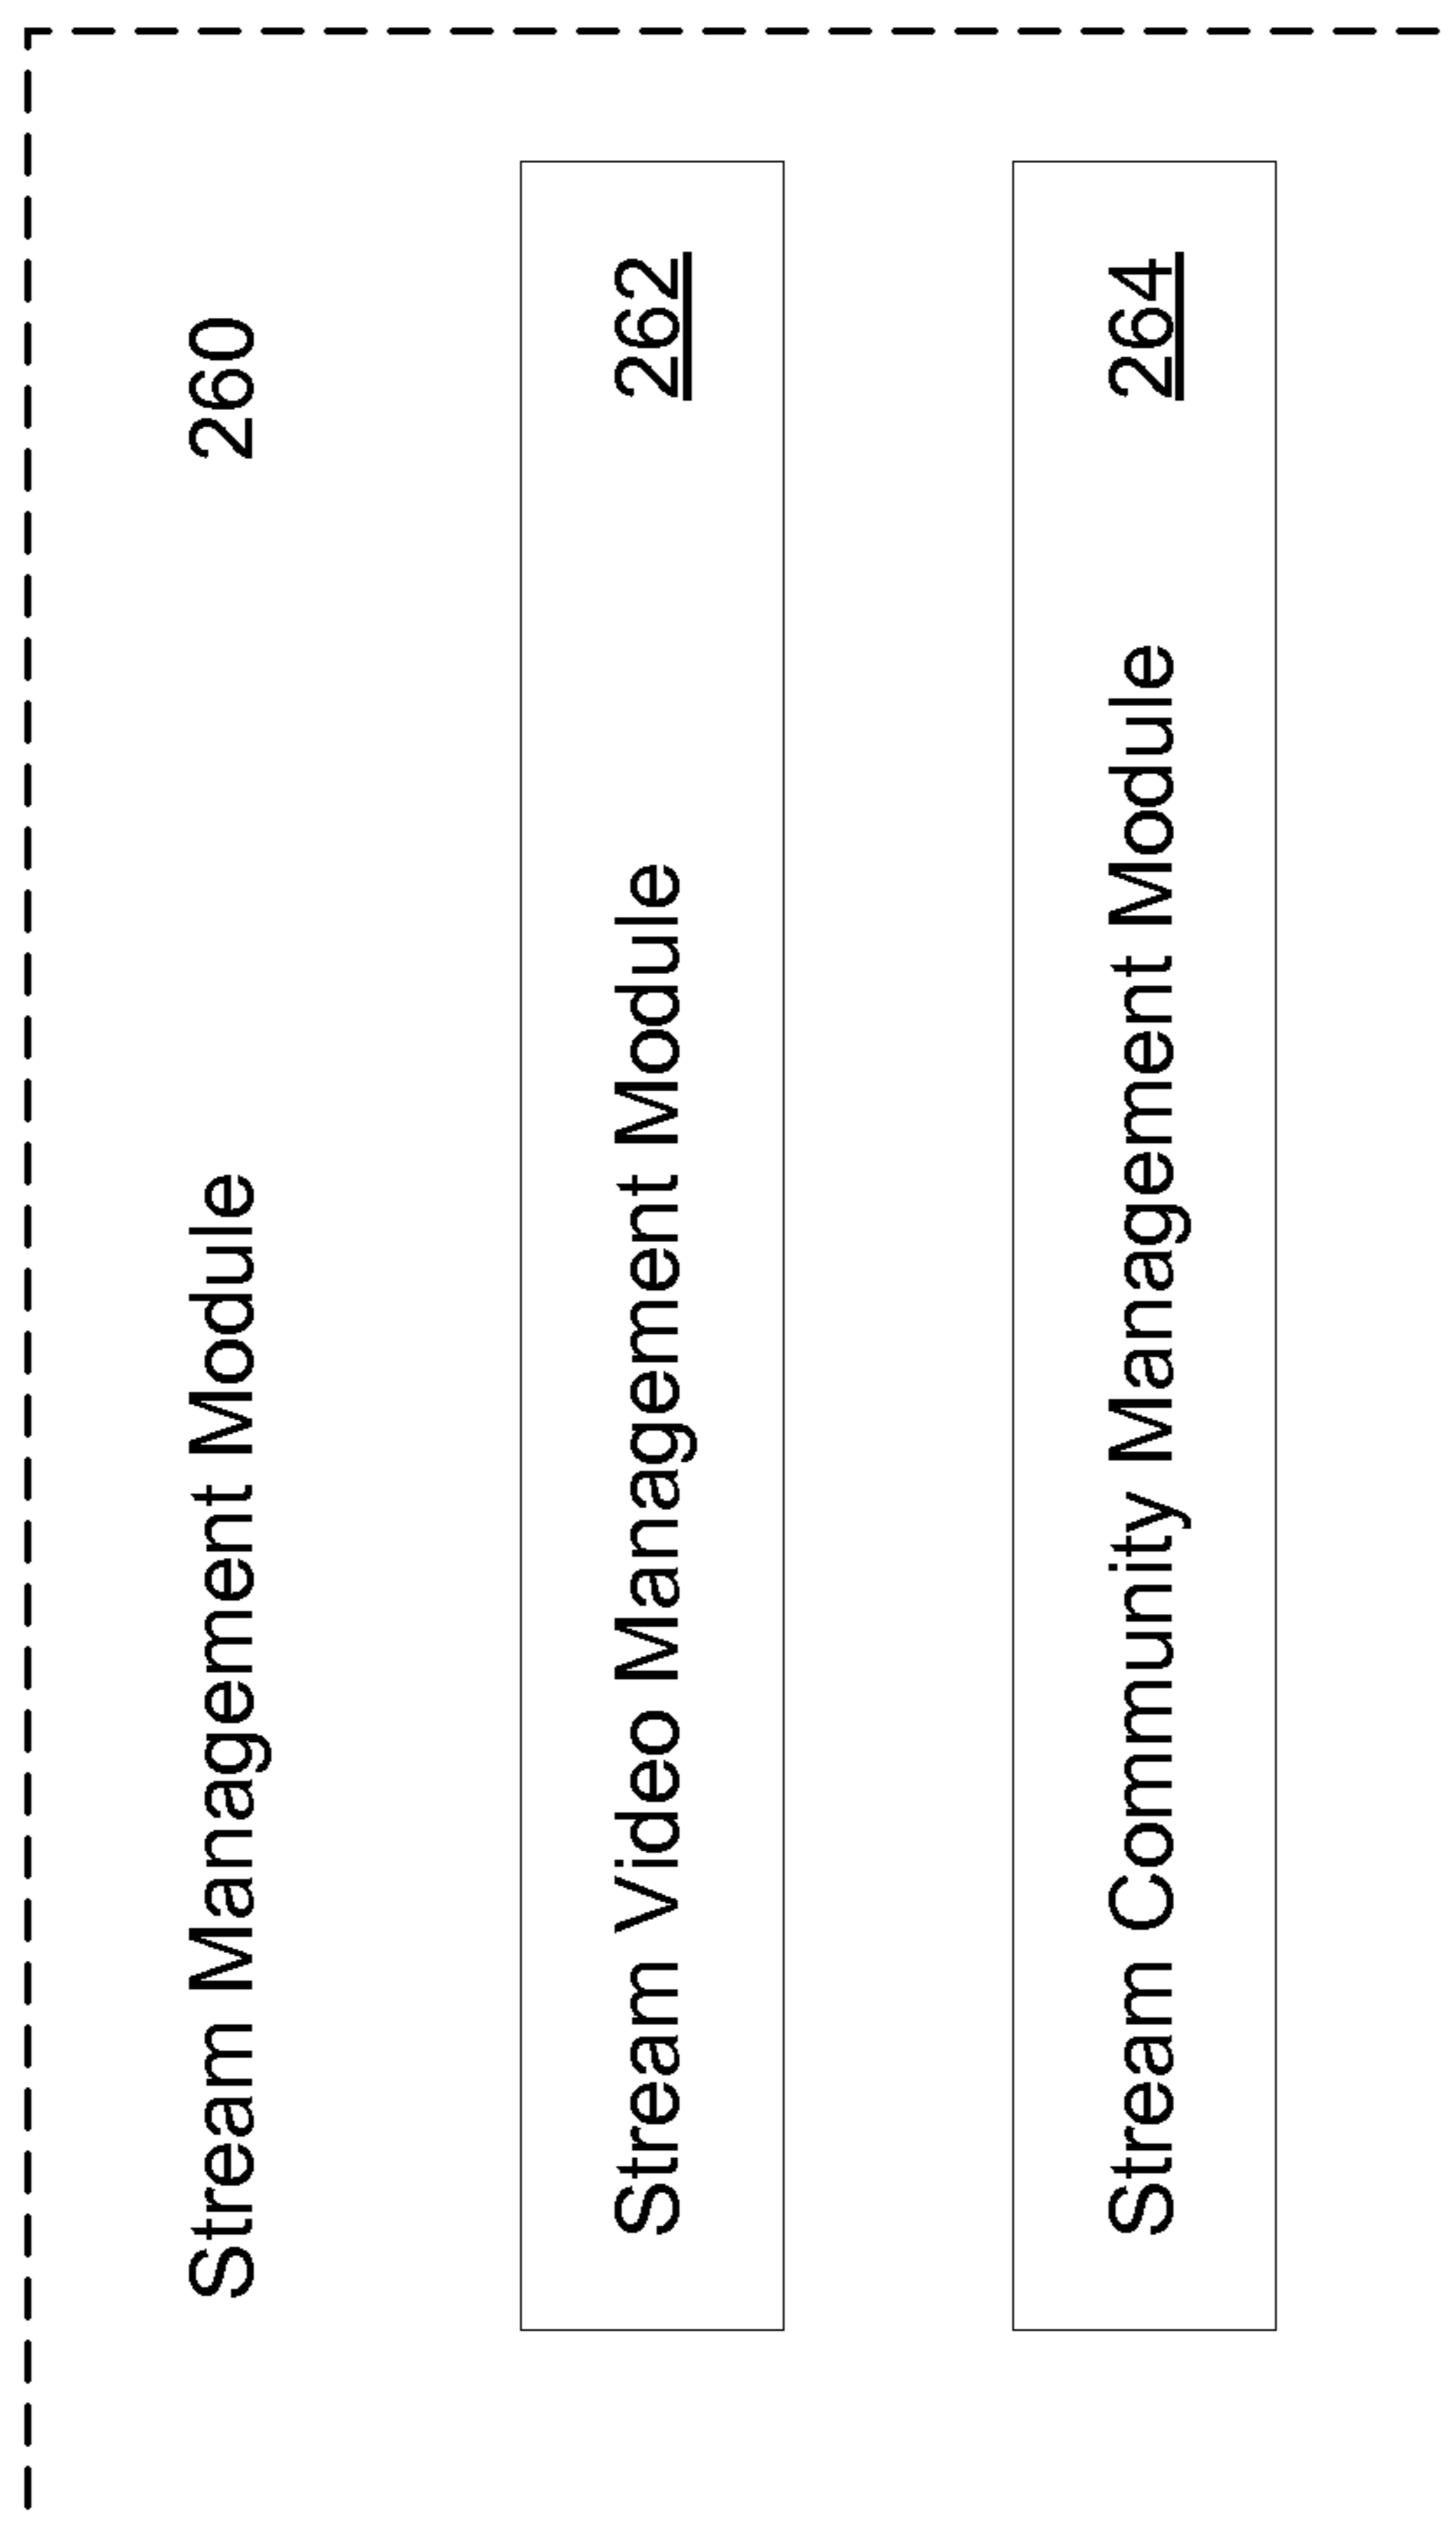 Stream Management Module 260
Stream Video Management Module 262
Stream Community Management Module 264